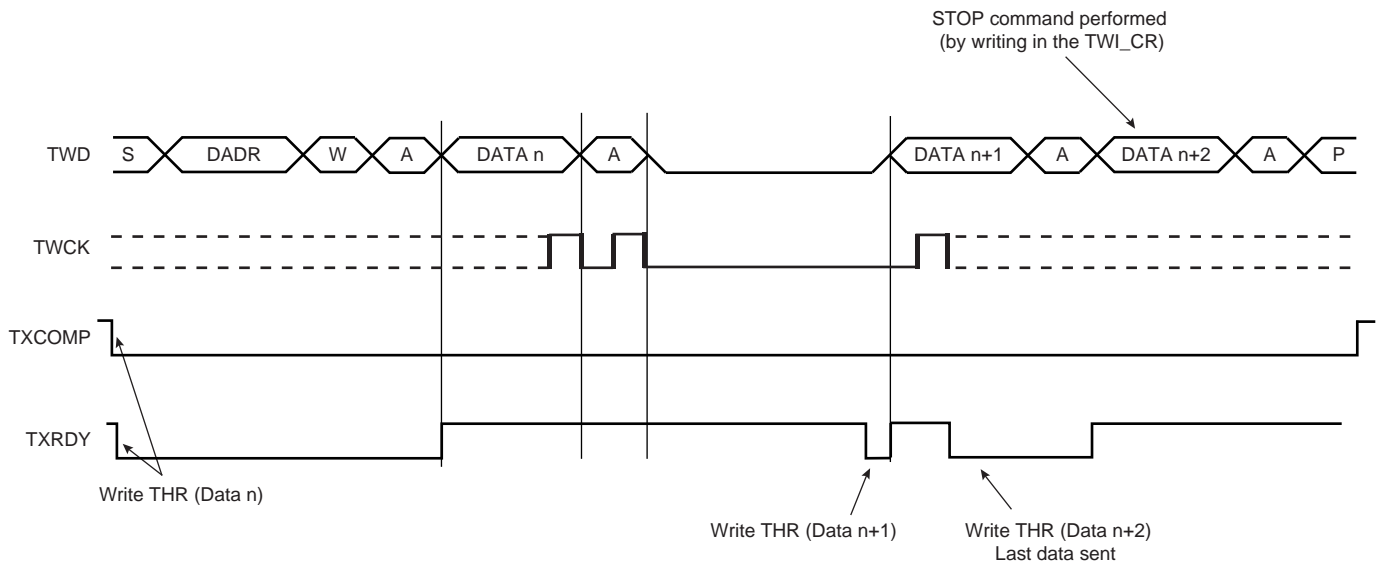 STOP command performed
(by writing in the TWI_CR)
TWD S DADR W A DATA n A DATA n+1 A DATA n+2 A P
TWCK
TXCOMP
TXRDY
Write THR (Data n)
Write THR (Data n+1) Write THR (Data n+2)
Last data sent